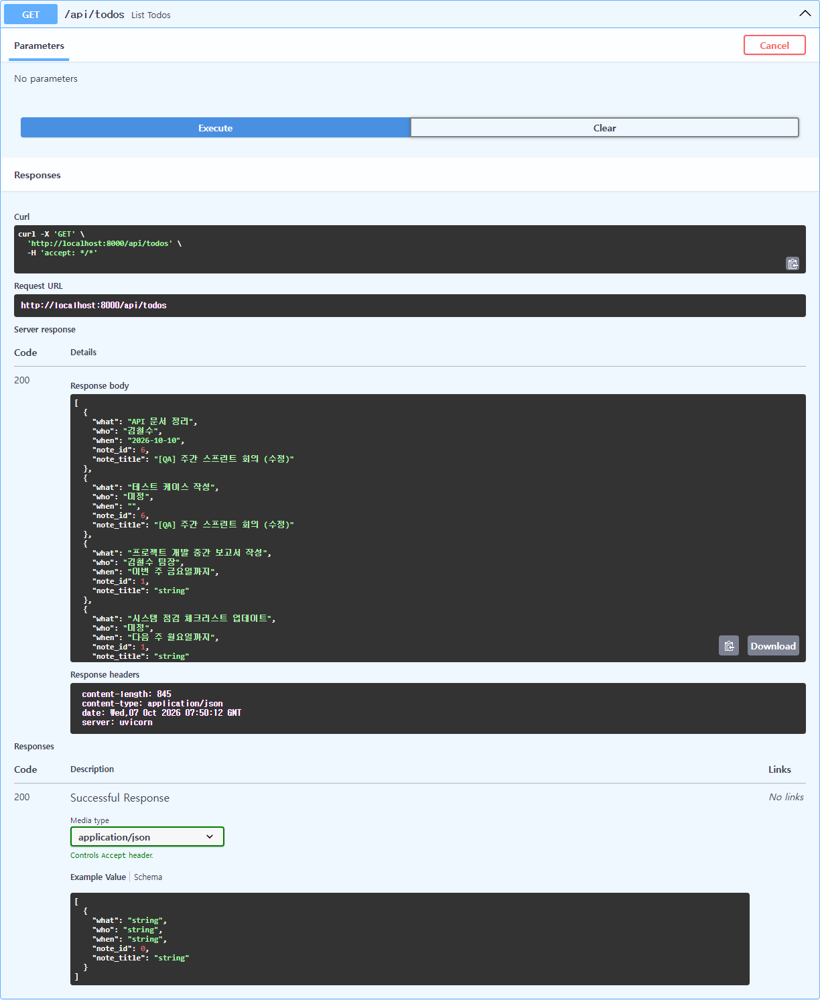 GET /api/todos List Todos
Parameters
Cancel
No parameters
Execute
Clear
Responses
Curl
curl -X 'GET' \
  'http://localhost:8000/api/todos' \
  -H 'accept: */*'
Request URL
http://localhost:8000/api/todos
Server response
Code Details
200
Response body
[
  {
    "what": "API 문서 정리",
    "who": "김철수",
    "when": "2026-10-10",
    "note_id": 6,
    "note_title": "[QA] 주간 스프린트 회의 (수정)"
  },
  {
    "what": "테스트 케이스 작성",
    "who": "미정",
    "when": "",
    "note_id": 6,
    "note_title": "[QA] 주간 스프린트 회의 (수정)"
  },
  {
    "what": "프로젝트 개발 중간 보고서 작성",
    "who": "김철수 팀장",
    "when": "이번 주 금요일까지",
    "note_id": 1,
    "note_title": "string"
  },
  {
    "what": "시스템 점검 체크리스트 업데이트",
    "who": "미정",
    "when": "다음 주 월요일까지",
    "note_id": 1,
    "note_title": "string"
Download
Response headers
content-length: 845
content-type: application/json
date: Wed,07 Oct 2026 07:50:12 GMT
server: uvicorn
Responses
Code Description Links
200 Successful Response No links
Media type
application/json
Controls Accept header.
Example Value Schema
[
  {
    "what": "string",
    "who": "string",
    "when": "string",
    "note_id": 0,
    "note_title": "string"
  }
]